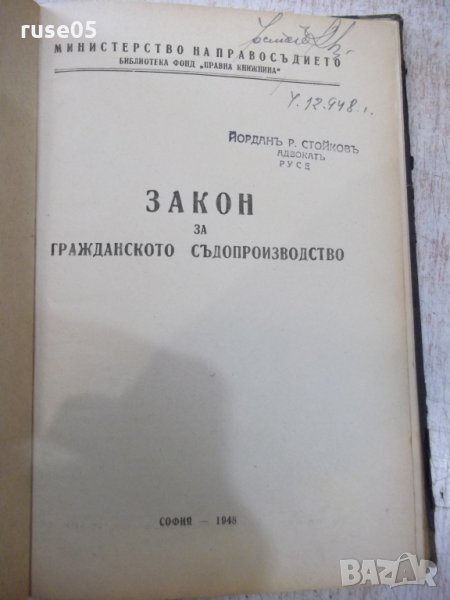 ruse05
МИНИСТЕРСТВО НА ПРАВОСЪДИЕТО
БИБЛИОТЕКА ФОНД „ПРАВНА КНИЖНИНА“
12.948 г.
ЙОРДАНЪ Р. СТОЙКОВЪ
АДВОКАТЪ
РУСЕ
ЗАКОН
ЗА
ГРАЖДАНСКОТО СЪДОПРОИЗВОДСТВО
СОФИЯ — 1948
BAZAR